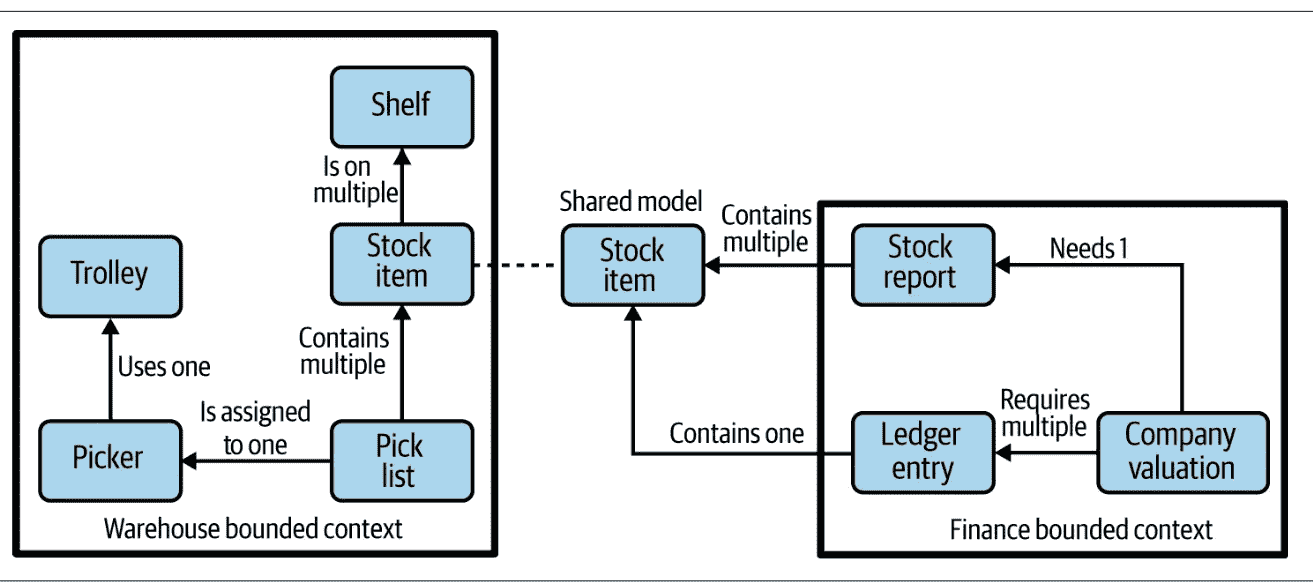 Shelf
Is on
multiple
Stock
item
Trolley
Contains
multiple
Uses one
Is assigned
to one
Picker
Pick
list
Warehouse bounded context
Shared model
Stock
item
Contains
multiple
Stock
report
Needs 1
Contains one
Ledger
entry
Requires
multiple
Company
valuation
Finance bounded context